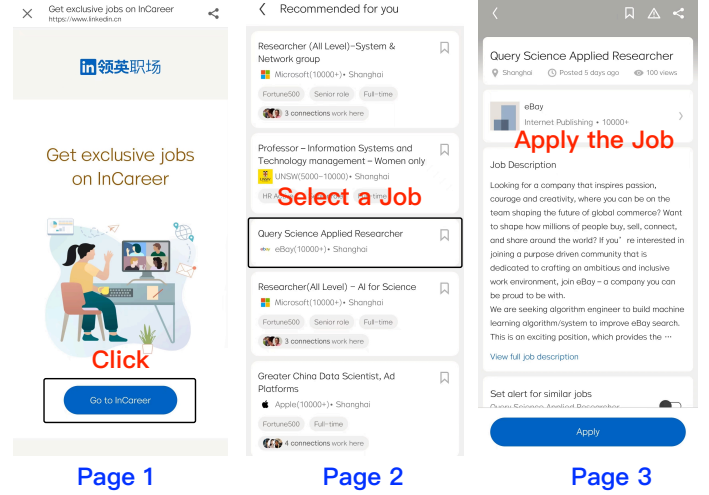 Get exclusive jobs on InCareer
https://www.linkedin.cn
in领英职场
Get exclusive jobs
on InCareer
Click
Go to InCareer
Page 1
Recommended for you
Researcher (All Level)-System &
Network group
Microsoft(10000+)• Shanghai
Fortune500 Senior role Full-time
3 connections work here
Professor – Information Systems and
Technology management – Women only
UNSW(5000-10000)• Shanghai
Select a Job
Query Science Applied Researcher
ebay eBay(10000+)• Shanghai
Researcher(All Level) – AI for Science
Microsoft(10000+)• Shanghai
Fortune500 Senior role Full-time
3 connections work here
Greater China Data Scientist, Ad
Platforms
Apple(10000+)• Shanghai
Fortune500 Full-time
4 connections work here
Page 2
Query Science Applied Researcher
Shanghai Posted 5 days ago 100 views
eBay
Internet Publishing • 10000+
Apply the Job
Job Description
Looking for a company that inspires passion,
courage and creativity, where you can be on the
team shaping the future of global commerce? Want
to shape how millions of people buy, sell, connect,
and share around the world? If you’ re interested in
joining a purpose driven community that is
dedicated to crafting an ambitious and inclusive
work environment, join eBay – a company you can
be proud to be with.
We are seeking algorithm engineer to build machine
learning algorithm/system to improve eBay search.
This is an exciting position, which provides the ···
View full job description
Set alert for similar jobs
Query Science Applied Researcher
Apply
Page 3